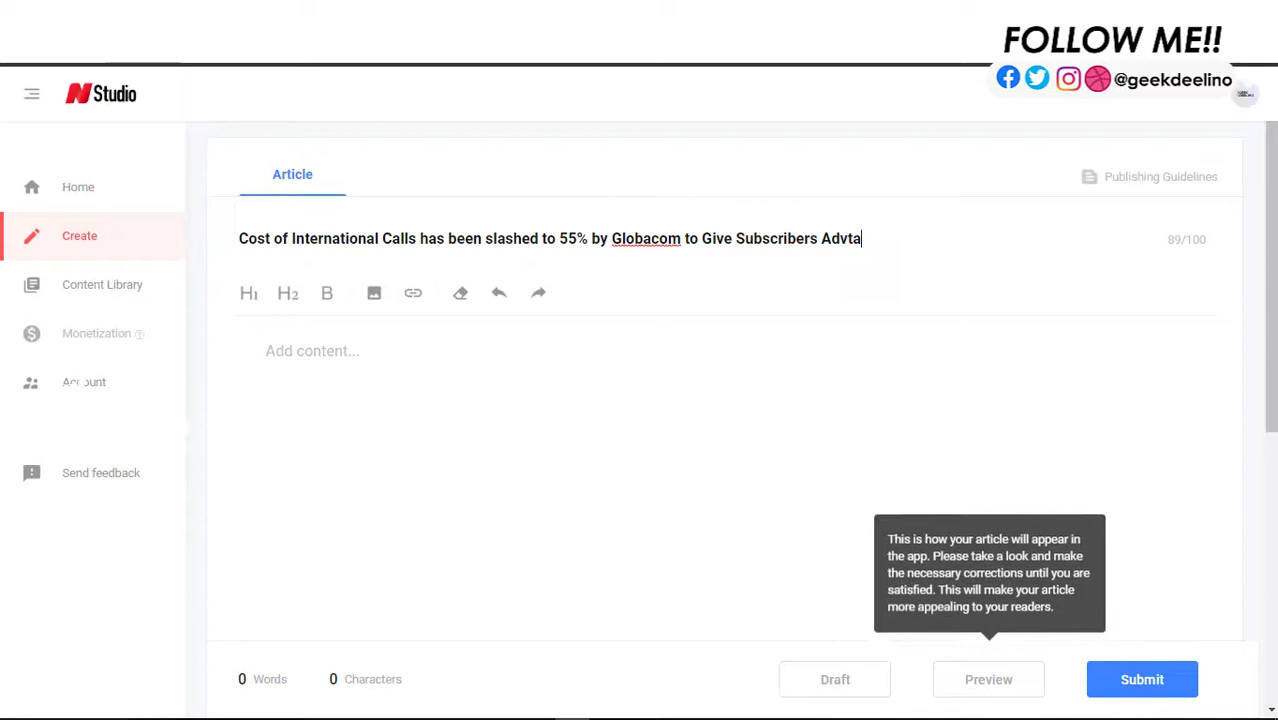 FOLLOW ME!!
@geekdeelino
N Studio
Home
Create
Content Library
Monetization
Account
Send feedback
Article
Publishing Guidelines
Cost of International Calls has been slashed to 55% by Globacom to Give Subscribers Advta
89/100
H1 H2 B
Add content...
This is how your article will appear in
the app. Please take a look and make
the necessary corrections until you are
satisfied. This will make your article
more appealing to your readers.
0 Words 0 Characters
Draft
Preview
Submit